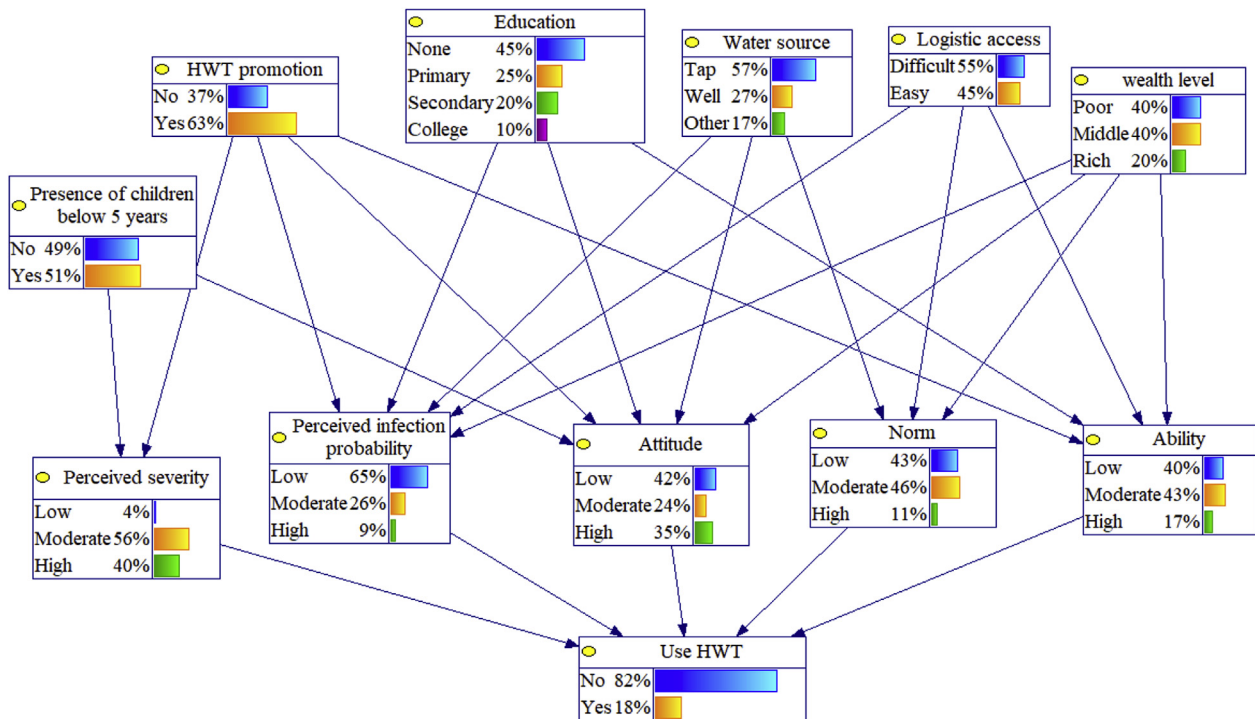 Education
None 45%
Primary 25%
Secondary 20%
College 10%
Water source
Tap 57%
Well 27%
Other 17%
Logistic access
Difficult 55%
Easy 45%
HWT promotion
No 37%
Yes 63%
wealth level
Poor 40%
Middle 40%
Rich 20%
Presence of children
below 5 years
No 49%
Yes 51%
Perceived severity
Low 4%
Moderate 56%
High 40%
Perceived infection
probability
Low 65%
Moderate 26%
High 9%
Attitude
Low 42%
Moderate 24%
High 35%
Norm
Low 43%
Moderate 46%
High 11%
Ability
Low 40%
Moderate 43%
High 17%
Use HWT
No 82%
Yes 18%